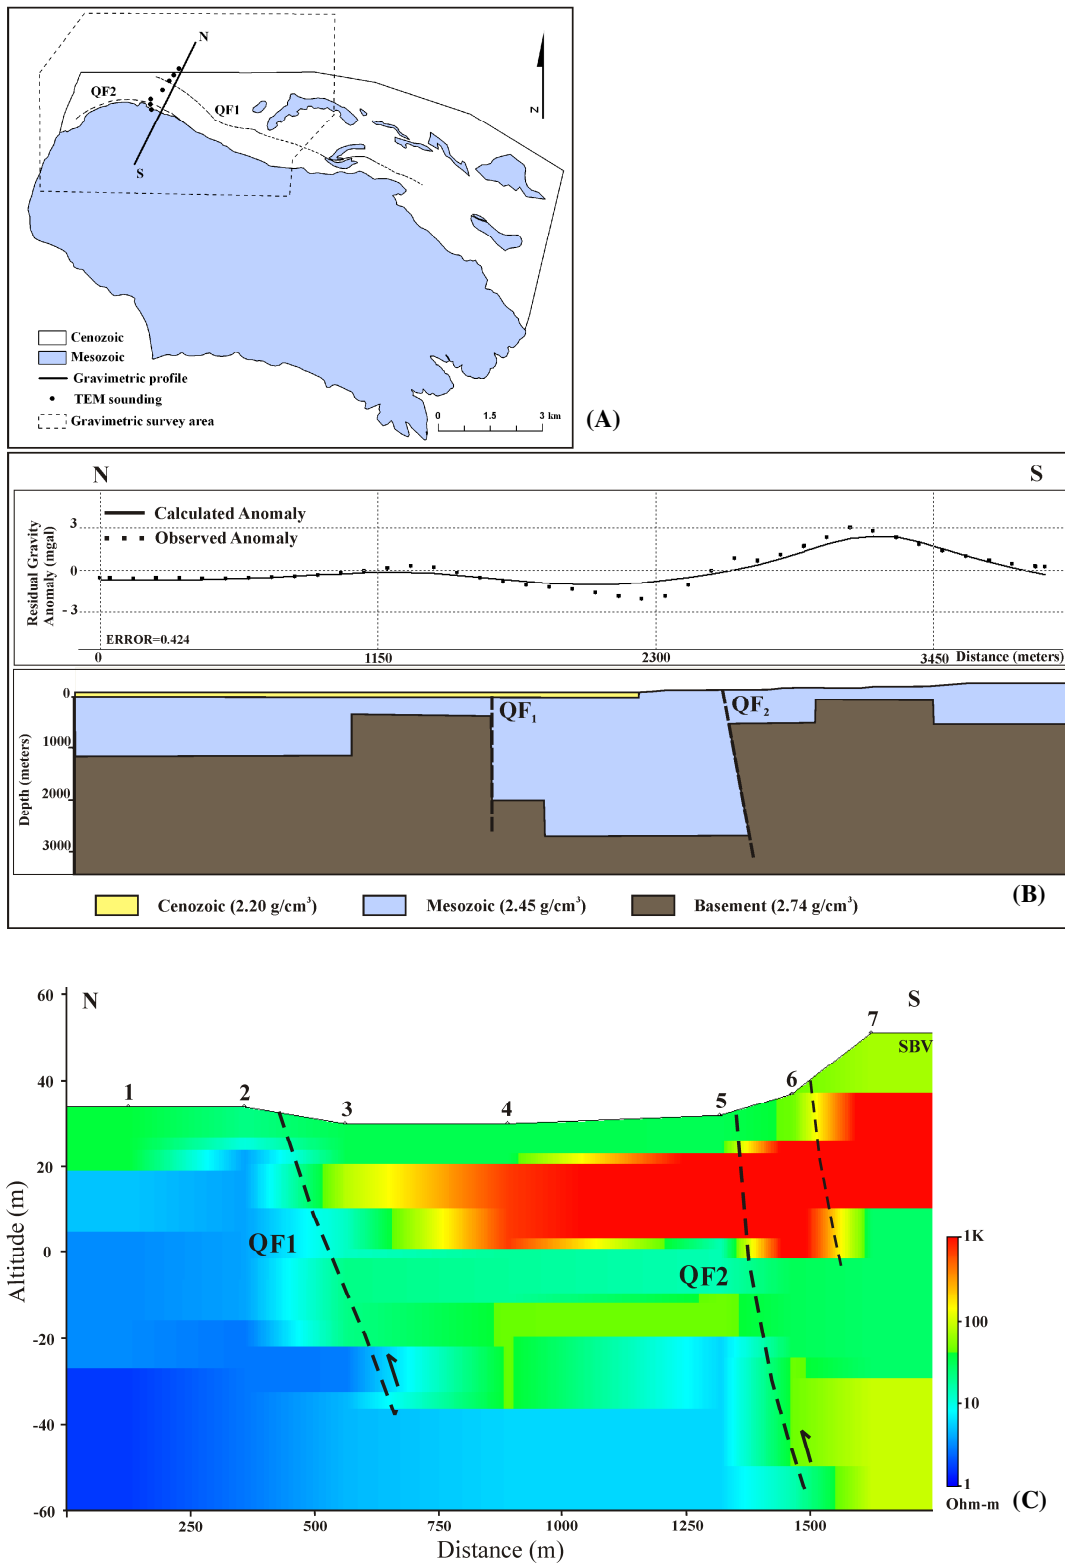 N
QF2
QF1
S
N
Cenozoic
Mesozoic
Gravimetric profile
TEM sounding
Gravimetric survey area
0 1.5 3 km
(A)
N S
Residual Gravity
Anomaly (mgal)
3
0
- 3
Calculated Anomaly
Observed Anomaly
ERROR=0.424
0 1150 2300 3450 Distance (meters)
Depth (meters)
0
1000
2000
3000
QF1
QF2
Cenozoic (2.20 g/cm³)
Mesozoic (2.45 g/cm³)
Basement (2.74 g/cm³)
(B)
N S
Altitude (m)
60
40
20
0
-20
-40
-60
1 2 3 4 5 6 7
SBV
QF1
QF2
1K
100
10
1
Ohm-m
(C)
250 500 750 1000 1250 1500
Distance (m)